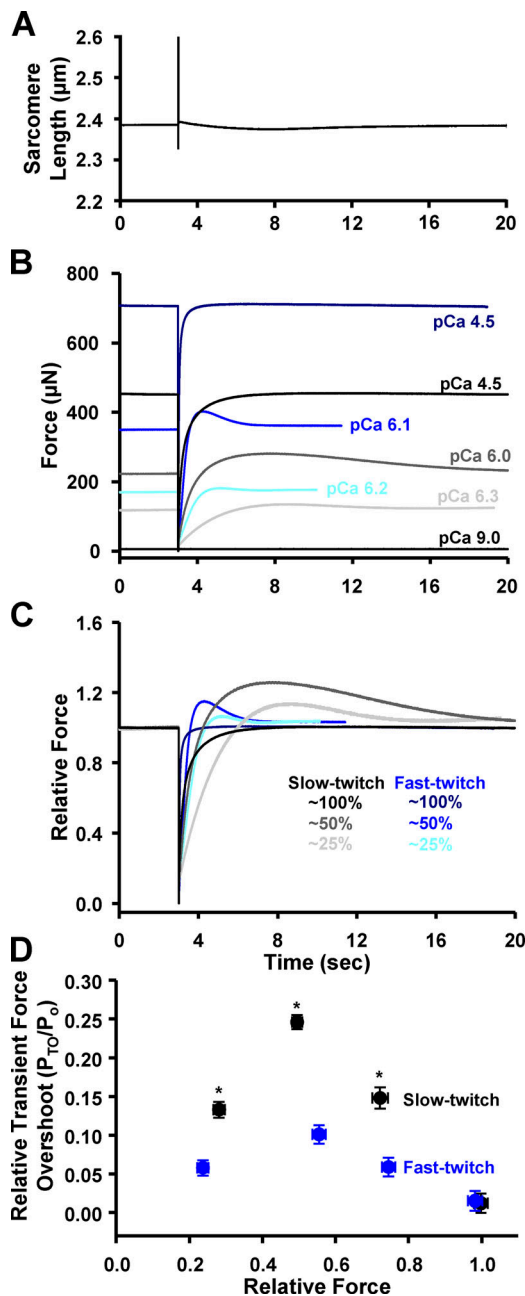 A
Sarcomere
Length (µm)
2.6
2.5
2.4
2.3
2.2
0 4 8 12 16 20
B
Force (µN)
800
600
400
200
0
pCa 4.5
pCa 4.5
pCa 6.1
pCa 6.0
pCa 6.2
pCa 6.3
pCa 9.0
0 4 8 12 16 20
C
Relative Force
1.6
1.2
0.8
0.4
0.0
Slow-twitch Fast-twitch
~100% ~100%
~50% ~50%
~25% ~25%
0 4 8 12 16 20
Time (sec)
D
Relative Transient Force
Overshoot (PTO/Po)
0.30
0.25
0.20
0.15
0.10
0.05
0.00
*
*
*
Slow-twitch
Fast-twitch
0.0 0.2 0.4 0.6 0.8 1.0
Relative Force